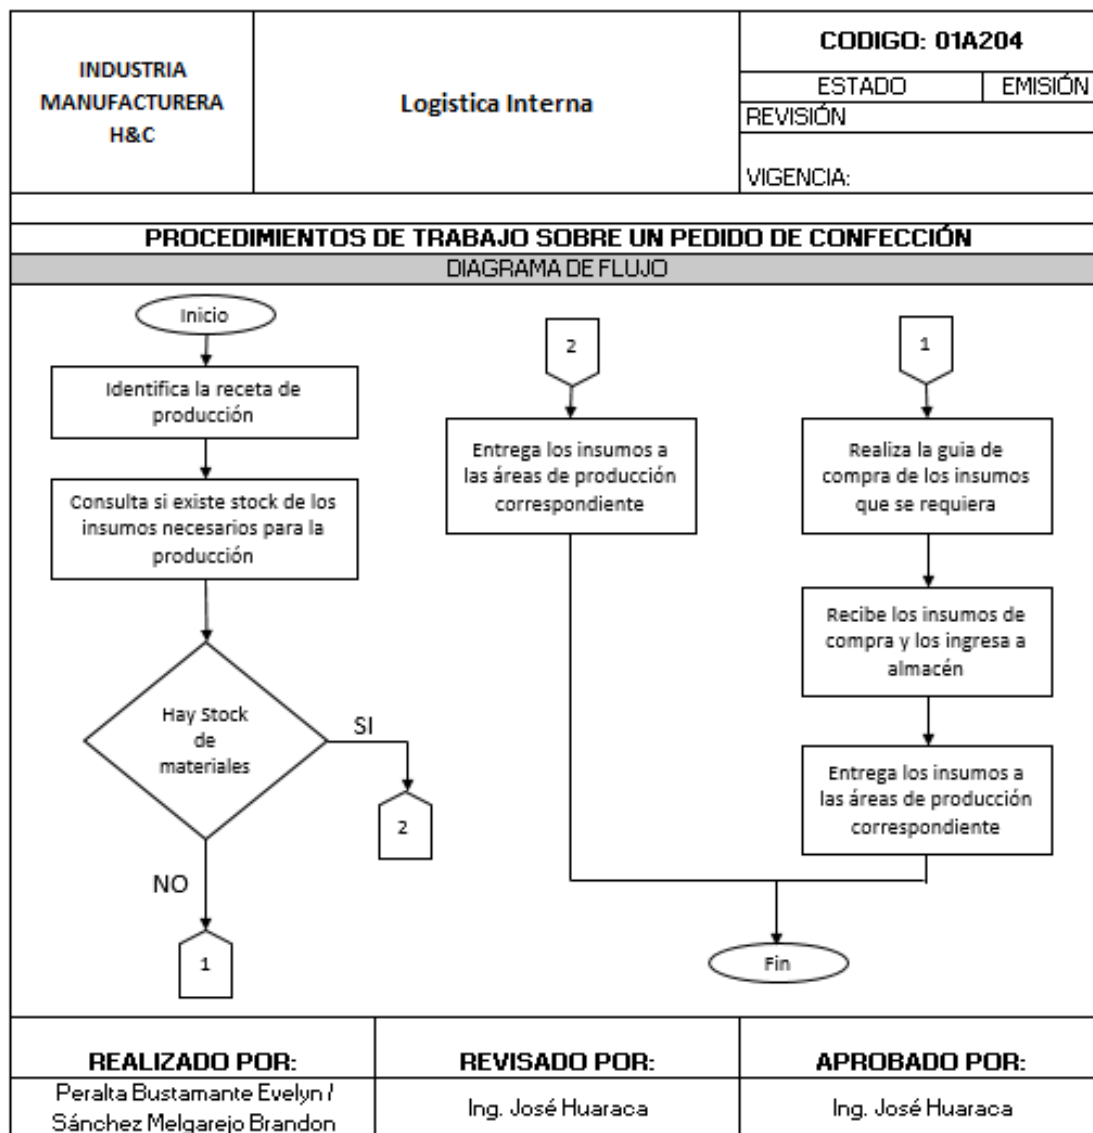 INDUSTRIA
MANUFACTURERA
H&C
Logistica Interna
CODIGO: 01A204
ESTADO
EMISIÓN
REVISIÓN
VIGENCIA:
PROCEDIMIENTOS DE TRABAJO SOBRE UN PEDIDO DE CONFECCIÓN
DIAGRAMA DE FLUJO
Inicio
Identifica la receta de
producción
Consulta si existe stock de los
insumos necesarios para la
producción
Hay Stock
de
materiales
SI
2
NO
1
2
Entrega los insumos a
las áreas de producción
correspondiente
1
Realiza la guia de
compra de los insumos
que se requiera
Recibe los insumos de
compra y los ingresa a
almacén
Entrega los insumos a
las áreas de producción
correspondiente
Fin
REALIZADO POR:
Peralta Bustamante Evelyn /
Sánchez Melgarejo Brandon
REVISADO POR:
Ing. José Huaraca
APROBADO POR:
Ing. José Huaraca